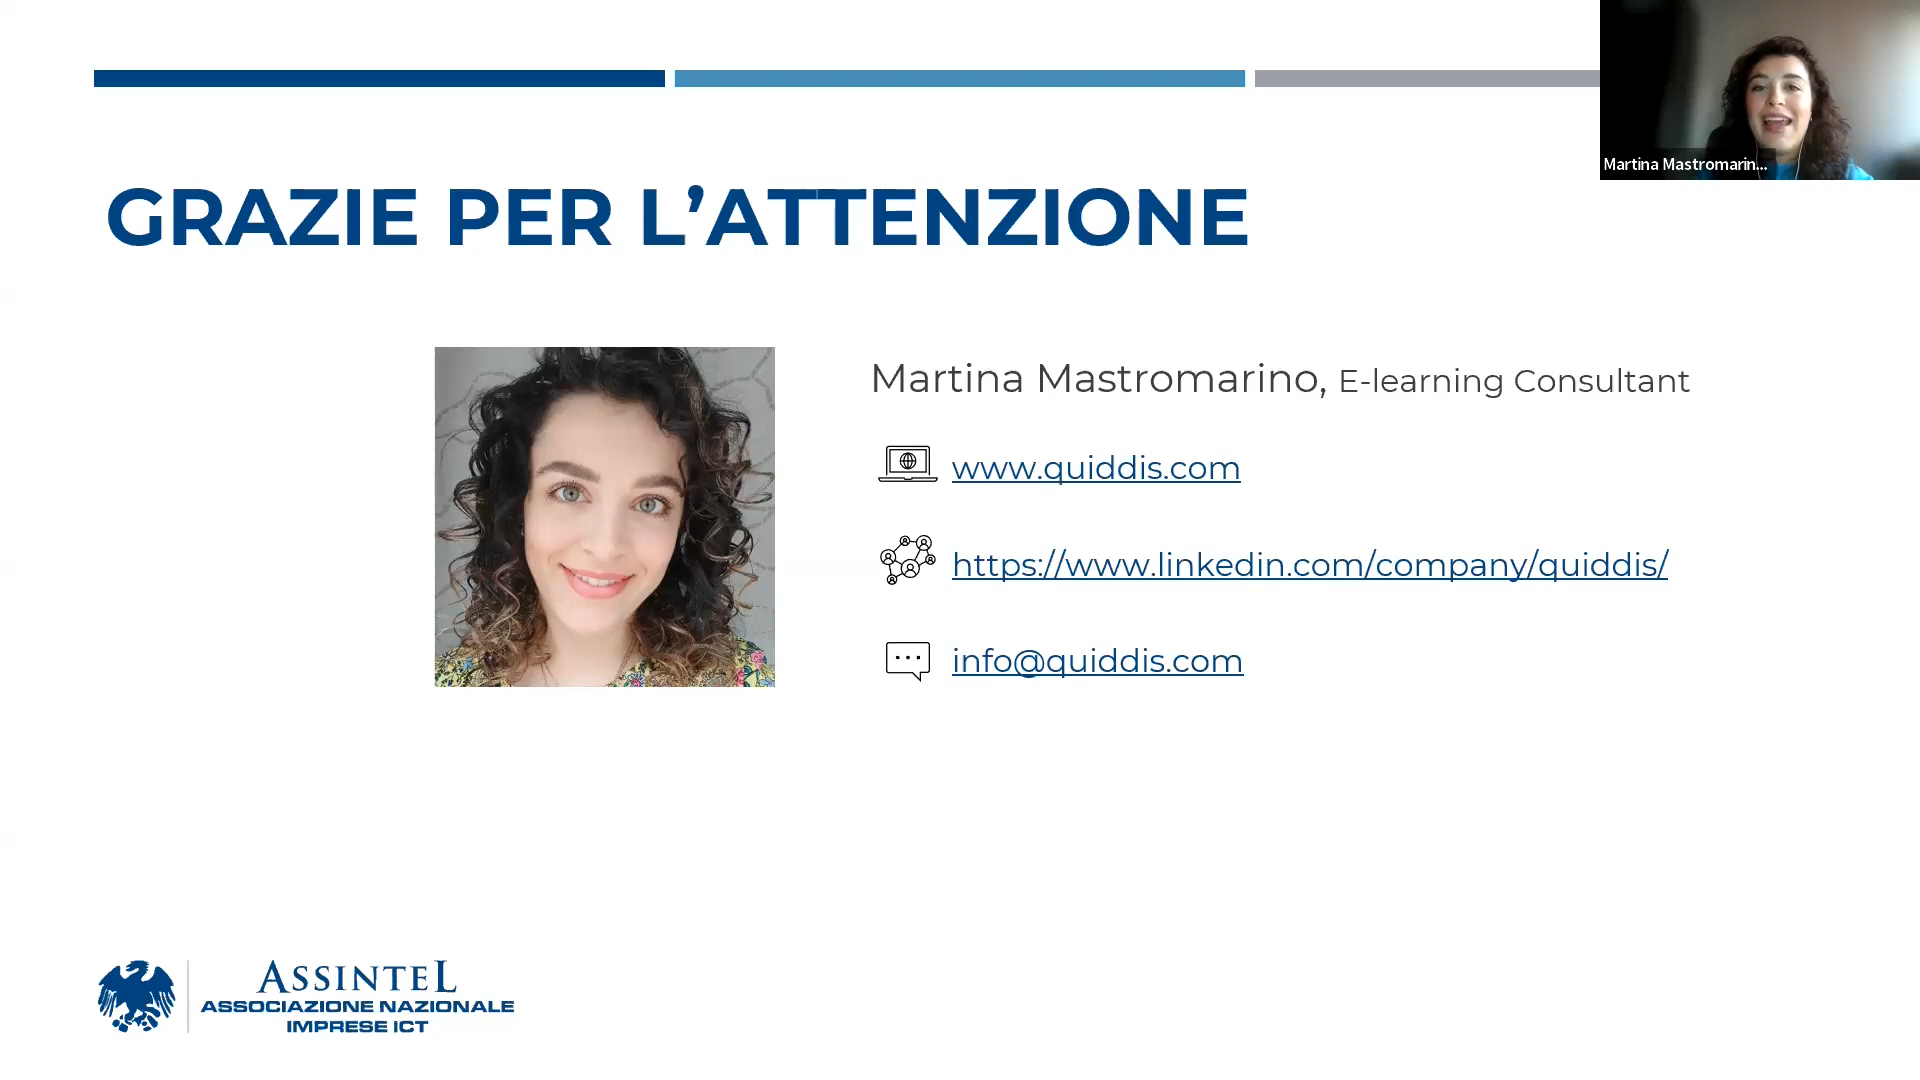 Martina Mastromarin...
GRAZIE PER L’ATTENZIONE
Martina Mastromarino, E-learning Consultant
www.quiddis.com
https://www.linkedin.com/company/quiddis/
info@quiddis.com
ASSINTEL
ASSOCIAZIONE NAZIONALE
IMPRESE ICT